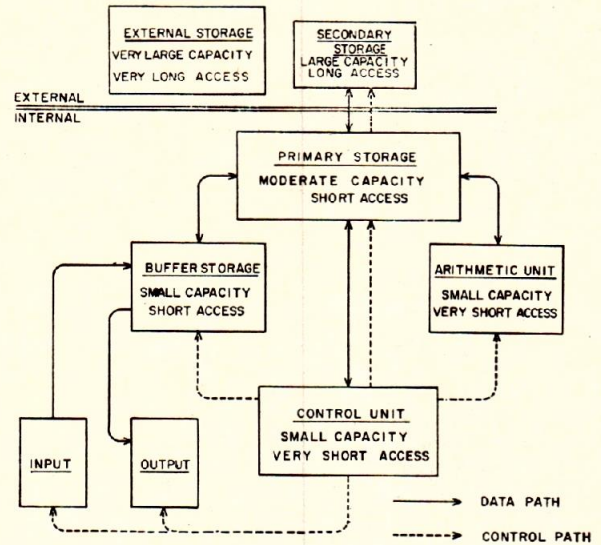 EXTERNAL STORAGE
VERY LARGE CAPACITY
VERY LONG ACCESS
SECONDARY
STORAGE
LARGE CAPACITY
LONG ACCESS
EXTERNAL
INTERNAL
PRIMARY STORAGE
MODERATE CAPACITY
SHORT ACCESS
BUFFER STORAGE
SMALL CAPACITY
SHORT ACCESS
ARITHMETIC UNIT
SMALL CAPACITY
VERY SHORT ACCESS
CONTROL UNIT
SMALL CAPACITY
VERY SHORT ACCESS
INPUT
OUTPUT
DATA PATH
CONTROL PATH